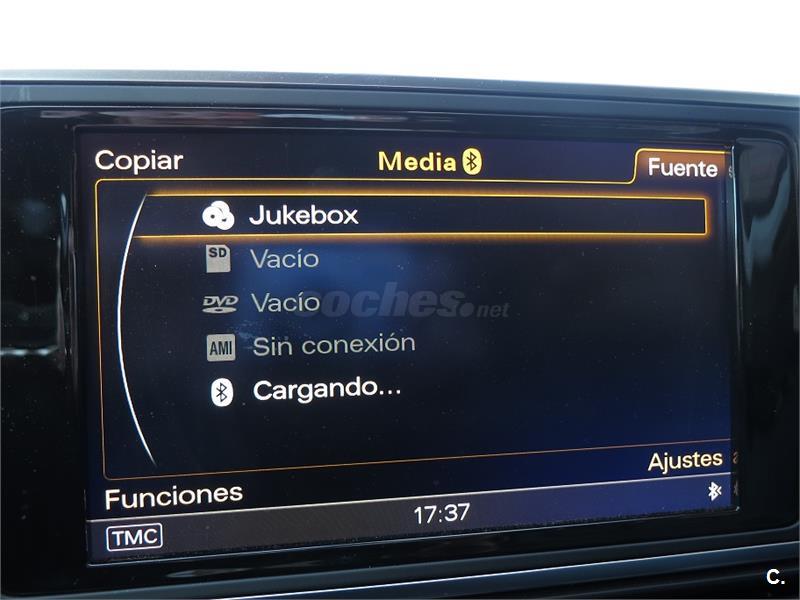 Copiar
Media
Fuente
Jukebox
SD Vacío
DVD Vacío
coches.net
AMI Sin conexión
Cargando...
Ajustes
Funciones
17:37
TMC
C.